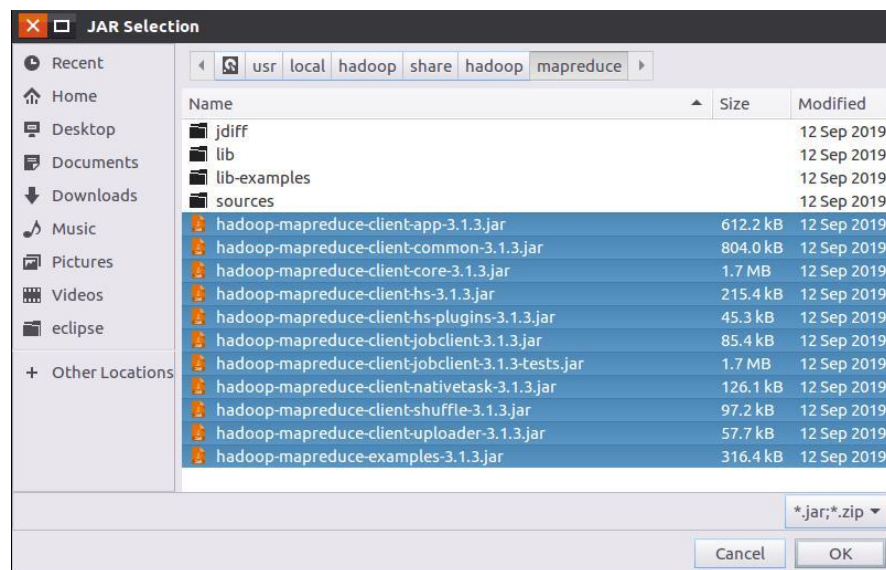 JAR Selection
Recent
Home
Desktop
Documents
Downloads
Music
Pictures
Videos
eclipse
+ Other Locations
usr local hadoop share hadoop mapreduce
Name Size Modified
jdiff 12 Sep 2019
lib 12 Sep 2019
lib-examples 12 Sep 2019
sources 12 Sep 2019
hadoop-mapreduce-client-app-3.1.3.jar 612.2 kB 12 Sep 2019
hadoop-mapreduce-client-common-3.1.3.jar 804.0 kB 12 Sep 2019
hadoop-mapreduce-client-core-3.1.3.jar 1.7 MB 12 Sep 2019
hadoop-mapreduce-client-hs-3.1.3.jar 215.4 kB 12 Sep 2019
hadoop-mapreduce-client-hs-plugins-3.1.3.jar 45.3 kB 12 Sep 2019
hadoop-mapreduce-client-jobclient-3.1.3.jar 85.4 kB 12 Sep 2019
hadoop-mapreduce-client-jobclient-3.1.3-tests.jar 1.7 MB 12 Sep 2019
hadoop-mapreduce-client-nativetask-3.1.3.jar 126.1 kB 12 Sep 2019
hadoop-mapreduce-client-shuffle-3.1.3.jar 97.2 kB 12 Sep 2019
hadoop-mapreduce-client-uploader-3.1.3.jar 57.7 kB 12 Sep 2019
hadoop-mapreduce-examples-3.1.3.jar 316.4 kB 12 Sep 2019
*.jar;*.zip
Cancel OK